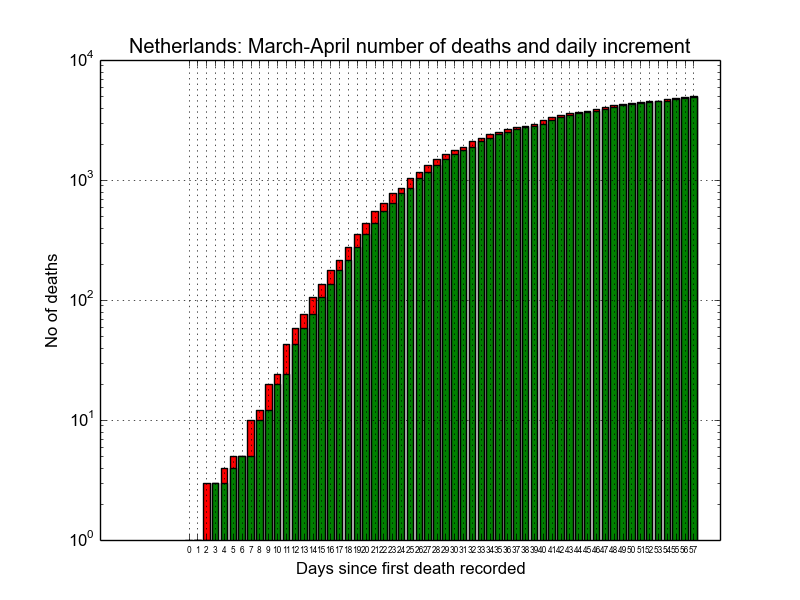 Netherlands: March-April number of deaths and daily increment
10^4
10^3
10^2
10^1
10^0
No of deaths
0 1 2 3 4 5 6 7 8 9 10 11 12 13 14 15 16 17 18 19 20 21 22 23 24 25 26 27 28 29 30 31 32 33 34 35 36 37 38 39 40 41 42 43 44 45 46 47 48 49 50 51 52 53 54 55 56 57
Days since first death recorded